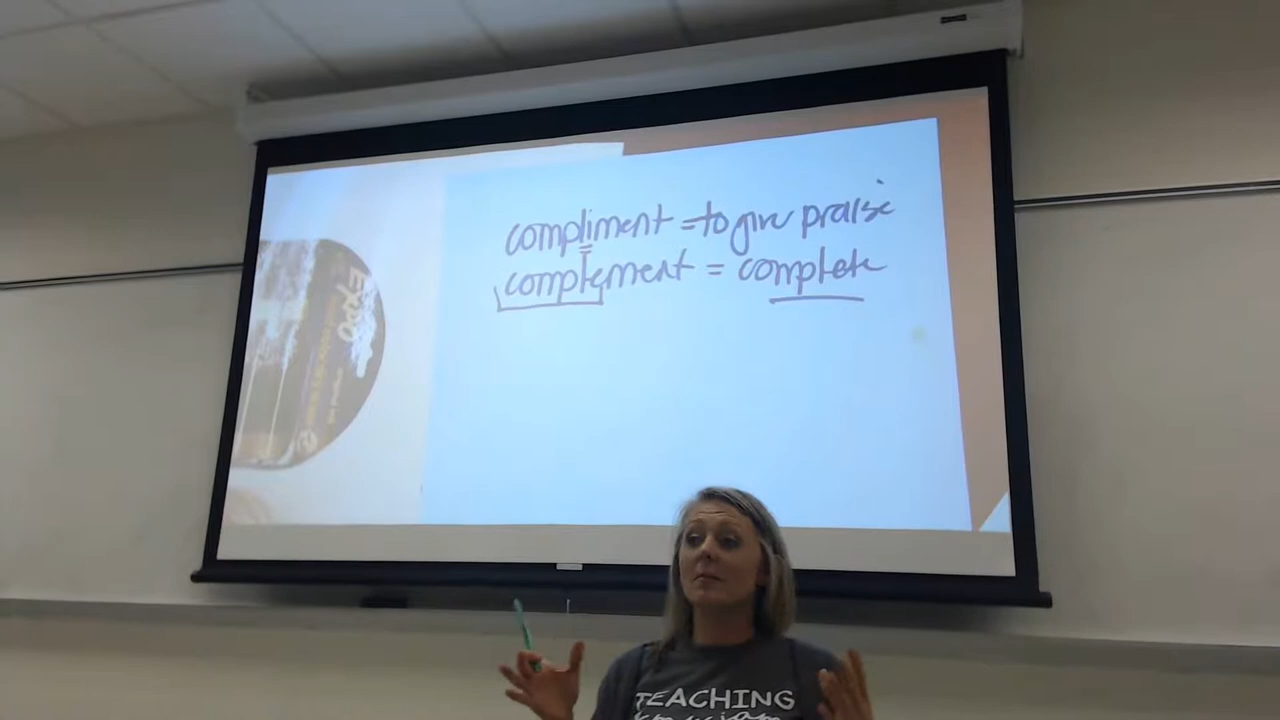 compliment = to give praise
complement = complete
Expo
TEACHING